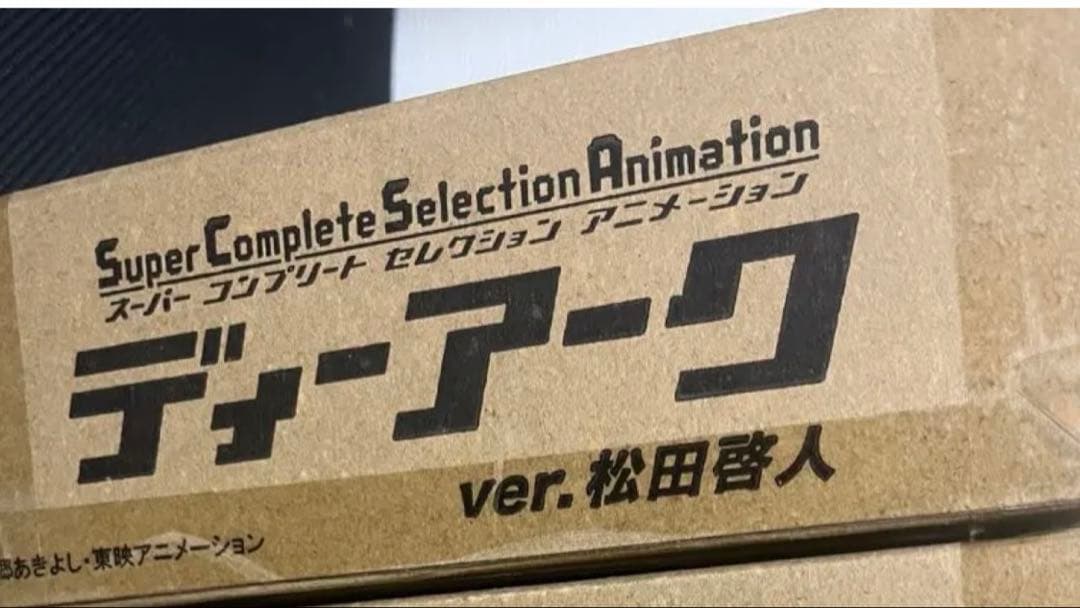 Super Complete Selection Animation
スーパー コンプリート セレクション アニメーション
ディーアーク
ver.松田啓人
郷あきよし・東映アニメーション